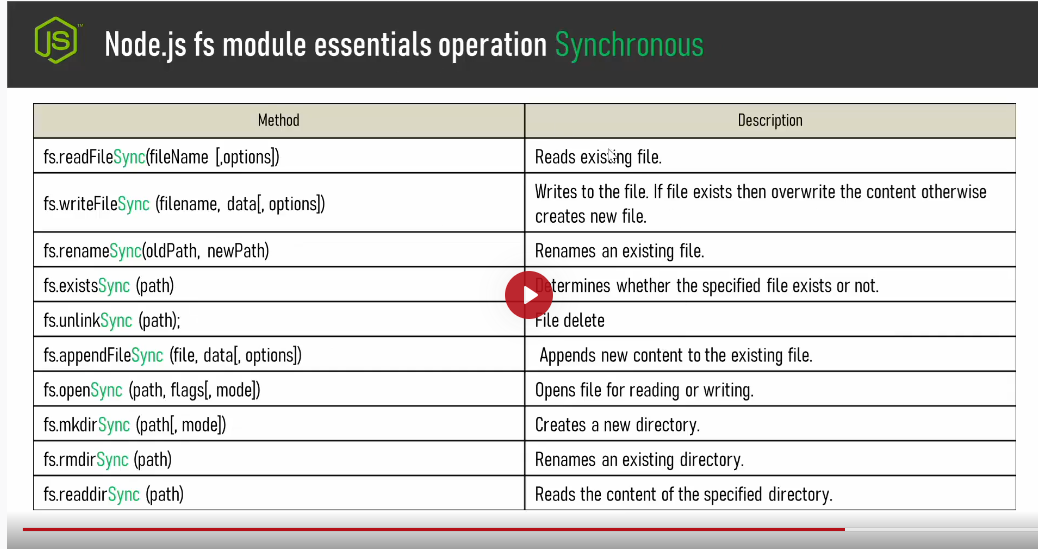 JS
Node.js fs module essentials operation Synchronous
Method Description
fs.readFileSync(fileName [,options]) Reads existing file.
fs.writeFileSync (filename, data[, options]) Writes to the file. If file exists then overwrite the content otherwise
creates new file.
fs.renameSync(oldPath, newPath) Renames an existing file.
fs.existsSync (path) Determines whether the specified file exists or not.
fs.unlinkSync (path); File delete
fs.appendFileSync (file, data[, options]) Appends new content to the existing file.
fs.openSync (path, flags[, mode]) Opens file for reading or writing.
fs.mkdirSync (path[, mode]) Creates a new directory.
fs.rmdirSync (path) Renames an existing directory.
fs.readdirSync (path) Reads the content of the specified directory.